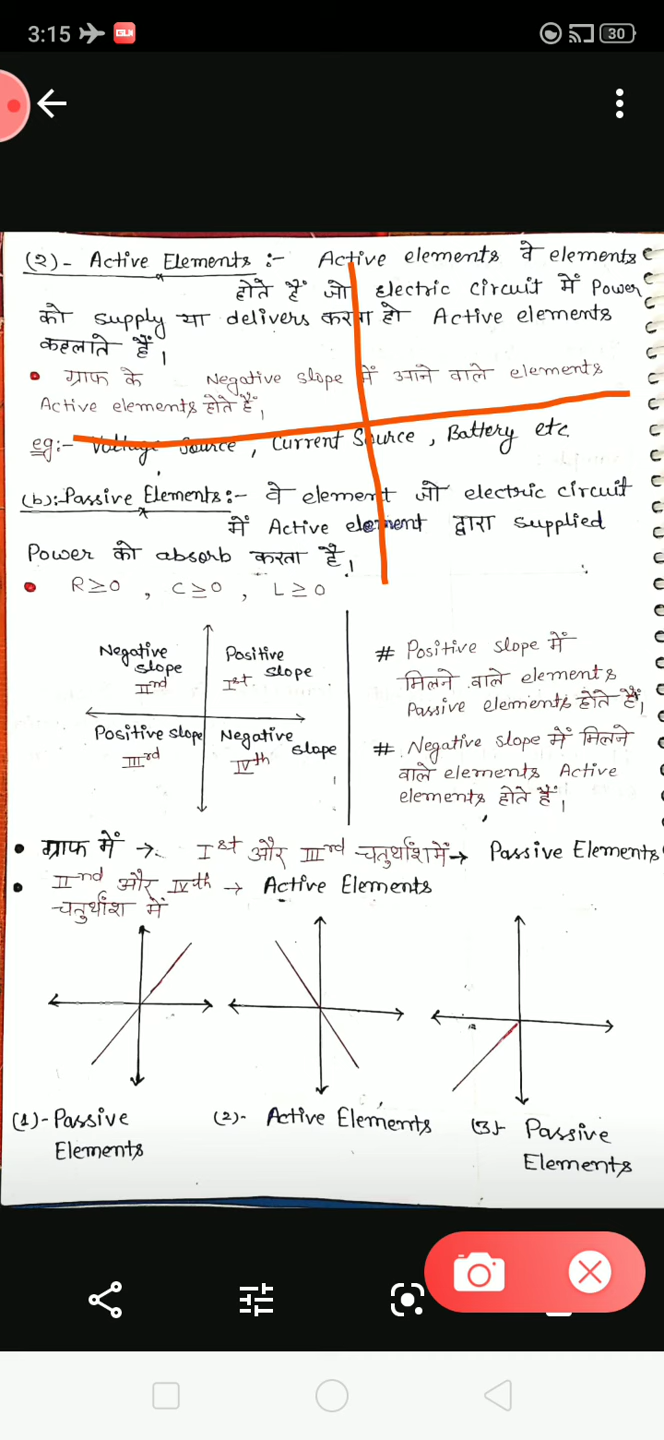 3:15
30
(२)- Active Elements :- Active elements वे elements
होते हैं जो electric circuit में Power
को supply या delivers करता हो Active elements
कहलाते हैं।
• ग्राफ के Negative slope में आने वाले elements
Active elements होते हैं,
eg:- Voltage Source, Current Source, Battery etc.
(b):Passive Elements:- वे element जो electric circuit
में Active element द्वारा supplied
Power को absorb करता है।
• R≥0 , C≥0 , L≥0
Negative slope IInd
Positive slope Ist.
Positive slope IIIrd
Negative slope IVth
# Positive slope में
मिलने वाले elements
Passive elements होते हैं,
# Negative slope में मिलने
वाले elements Active
elements होते हैं।
• ग्राफ में → Ist और IIIrd चतुर्थांश में → Passive Elements
• IInd और IVth → Active Elements
चतुर्थांश में
(1)- Passive
Elements
(2)- Active Elements
(3)- Passive
Elements